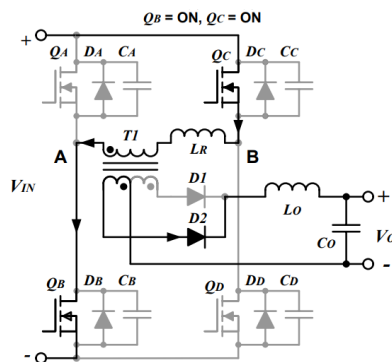 QB = ON, QC = ON
+
QA DA CA QC DC CC
A T1 LR B
VIN D1
D2 LO +
CO VO
-
QB DB CB QD DD CD
-